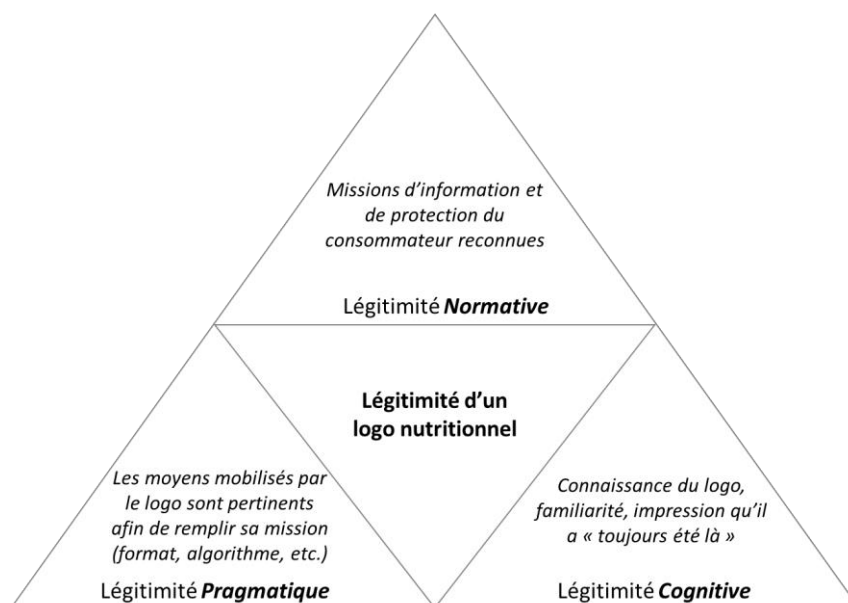 Missions d'information et
de protection du
consommateur reconnues
Légitimité Normative
Légitimité d'un
logo nutritionnel
Les moyens mobilisés par
le logo sont pertinents
afin de remplir sa mission
(format, algorithme, etc.)
Légitimité Pragmatique
Connaissance du logo,
familiarité, impression qu'il
a « toujours été là »
Légitimité Cognitive